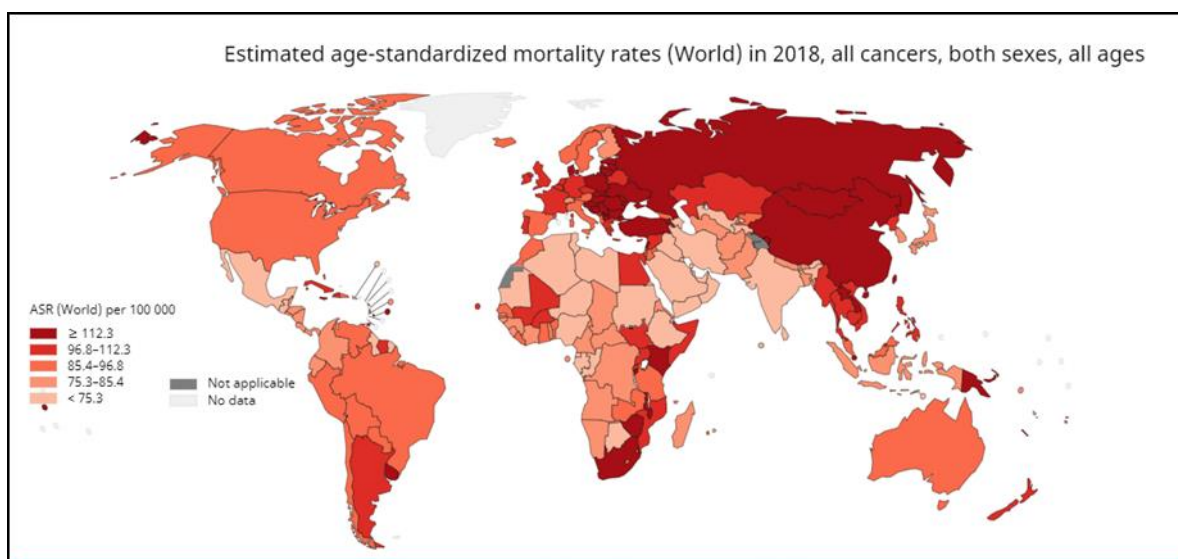 Estimated age-standardized mortality rates (World) in 2018, all cancers, both sexes, all ages
ASR (World) per 100 000
≥ 112.3
96.8–112.3
85.4–96.8
75.3–85.4
< 75.3
Not applicable
No data